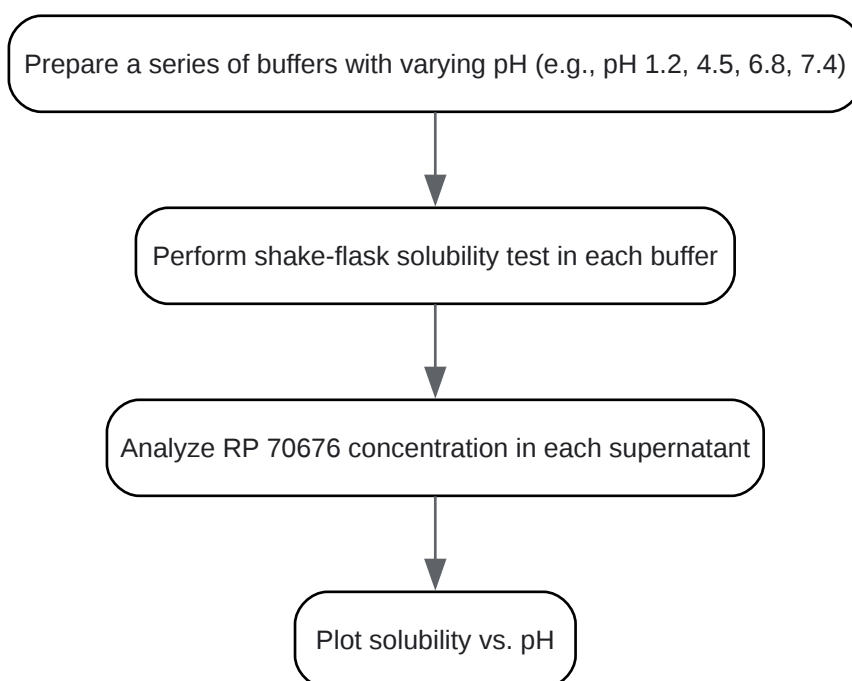 Prepare a series of buffers with varying pH (e.g., pH 1.2, 4.5, 6.8, 7.4)
Perform shake-flask solubility test in each buffer
Analyze RP 70676 concentration in each supernatant
Plot solubility vs. pH